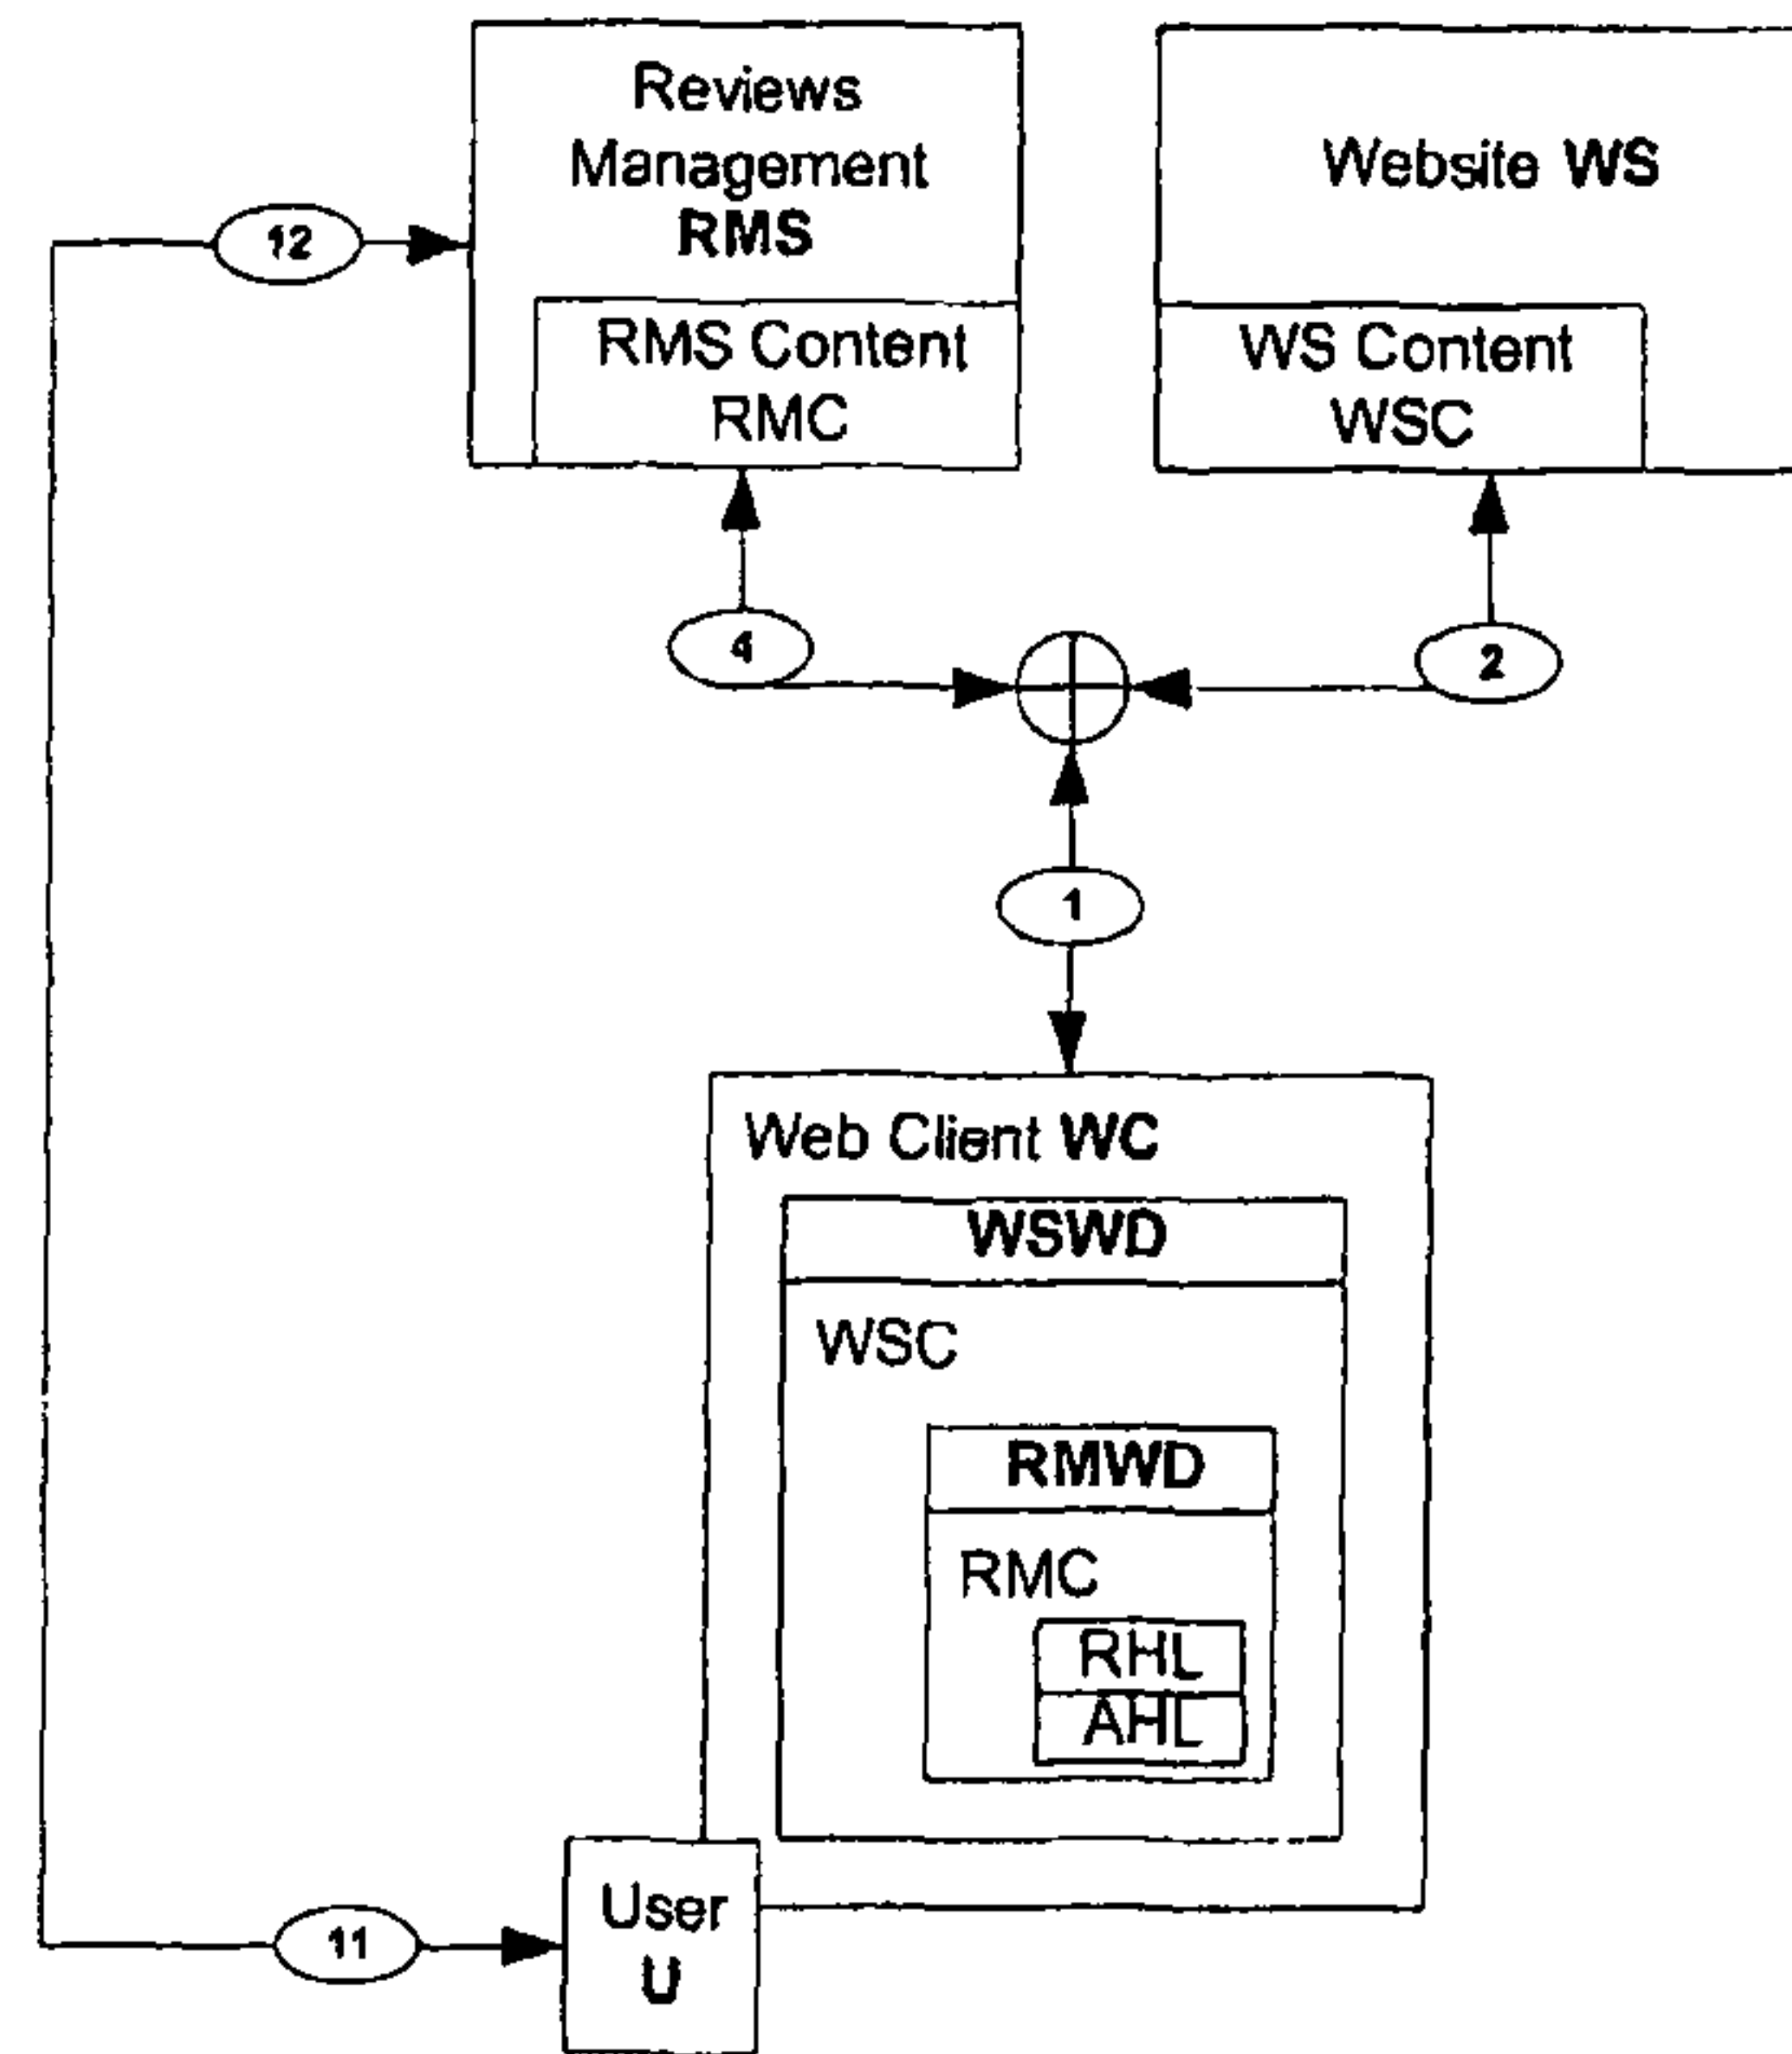 Reviews
Management
RMS
RMS Content
RMC
Website WS
WS Content
WSC
12
4
2
1
Web Client WC
WSWD
WSC
RMWD
RMC
RHL
AHL
User
U
11